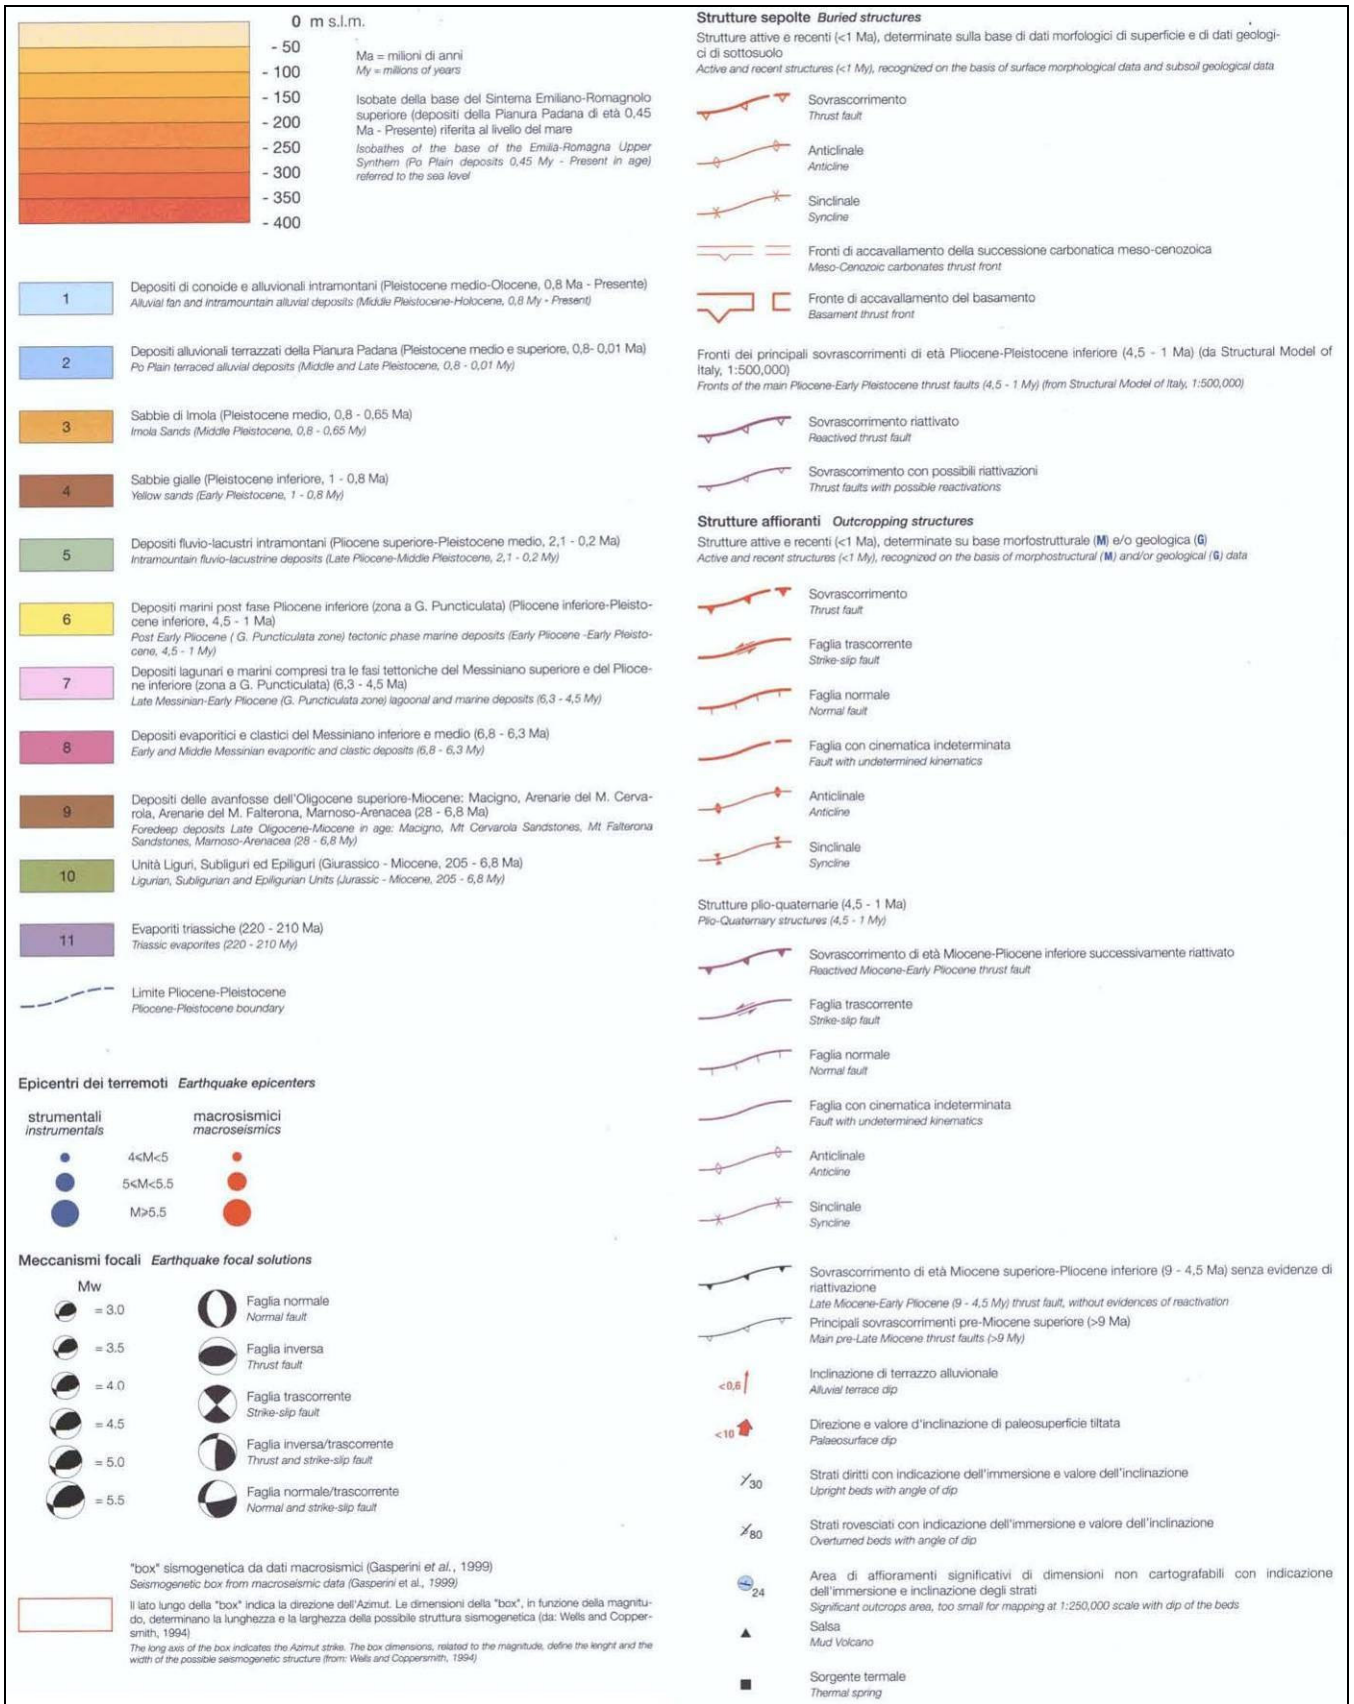 0 m s.l.m.
- 50
- 100
- 150
- 200
- 250
- 300
- 350
- 400
Ma = milioni di anni
My = millions of years
Isobate della base del Sintema Emiliano-Romagnolo
superiore (depositi della Pianura Padana di età 0,45
Ma - Presente) riferita al livello del mare
Isobathes of the base of the Emilia-Romagna Upper
Synthem (Po Plain deposits 0,45 My - Present in age)
referred to the sea level
1
Depositi di conoide e alluvionali intramontani (Pleistocene medio-Olocene, 0,8 Ma - Presente)
Alluvial fan and intramountain alluvial deposits (Middle Pleistocene-Holocene, 0,8 My - Present)
2
Depositi alluvionali terrazzati della Pianura Padana (Pleistocene medio e superiore, 0,8- 0,01 Ma)
Po Plain terraced alluvial deposits (Middle and Late Pleistocene, 0,8 - 0,01 My)
3
Sabbie di Imola (Pleistocene medio, 0,8 - 0,65 Ma)
Imola Sands (Middle Pleistocene, 0,8 - 0,65 My)
4
Sabbie gialle (Pleistocene inferiore, 1 - 0,8 Ma)
Yellow sands (Early Pleistocene, 1 - 0,8 My)
5
Depositi fluvio-lacustri intramontani (Pliocene superiore-Pleistocene medio, 2,1 - 0,2 Ma)
Intramountain fluvio-lacustrine deposits (Late Pliocene-Middle Pleistocene, 2,1 - 0,2 My)
6
Depositi marini post fase Pliocene inferiore (zona a G. Puncticulata) (Pliocene inferiore-Pleisto-
cene inferiore, 4,5 - 1 Ma)
Post Early Pliocene ( G. Puncticulata zone) tectonic phase marine deposits (Early Pliocene -Early Pleisto-
cene, 4,5 - 1 My)
7
Depositi lagunari e marini compresi tra le fasi tettoniche del Messiniano superiore e del Plioce-
ne inferiore (zona a G. Puncticulata) (6,3 - 4,5 Ma)
Late Messinian-Early Pliocene (G. Puncticulata zone) lagoonal and marine deposits (6,3 - 4,5 My)
8
Depositi evaporitici e clastici del Messiniano inferiore e medio (6,8 - 6,3 Ma)
Early and Middle Messinian evaporitic and clastic deposits (6,8 - 6,3 My)
9
Depositi delle avanfosse dell'Oligocene superiore-Miocene: Macigno, Arenarie del M. Cerva-
rola, Arenarie del M. Falterona, Marnoso-Arenacea (28 - 6,8 Ma)
Foredeep deposits Late Oligocene-Miocene in age: Macigno, Mt Cervarola Sandstones, Mt Falterona
Sandstones, Marnoso-Arenacea (28 - 6,8 My)
10
Unità Liguri, Subliguri ed Epiliguri (Giurassico - Miocene, 205 - 6,8 Ma)
Ligurian, Subligurian and Epiligurian Units (Jurassic - Miocene, 205 - 6,8 My)
11
Evaporiti triassiche (220 - 210 Ma)
Triassic evaporites (220 - 210 My)
Limite Pliocene-Pleistocene
Pliocene-Pleistocene boundary
Epicentri dei terremoti Earthquake epicenters
strumentali macrosismici
instrumentals macroseismics
4<M<5
5<M<5.5
M>5.5
Meccanismi focali Earthquake focal solutions
Mw
= 3.0
= 3.5
= 4.0
= 4.5
= 5.0
= 5.5
Faglia normale
Normal fault
Faglia inversa
Thrust fault
Faglia trascorrente
Strike-slip fault
Faglia inversa/trascorrente
Thrust and strike-slip fault
Faglia normale/trascorrente
Normal and strike-slip fault
"box" sismogenetica da dati macrosismici (Gasperini et al., 1999)
Seismogenetic box from macroseismic data (Gasperini et al., 1999)
Il lato lungo della "box" indica la direzione dell'Azimut. Le dimensioni della "box", in funzione della magnitu-
do, determinano la lunghezza e la larghezza della possibile struttura sismogenetica (da: Wells and Copper-
smith, 1994)
The long axis of the box indicates the Azimut strike. The box dimensions, related to the magnitude, define the lenght and the
width of the possible seismogenetic structure (from: Wells and Coppersmith, 1994)
Strutture sepolte Buried structures
Strutture attive e recenti (<1 Ma), determinate sulla base di dati morfologici di superficie e di dati geologi-
ci di sottosuolo
Active and recent structures (<1 My), recognized on the basis of surface morphological data and subsoil geological data
Sovrascorrimento
Thrust fault
Anticlinale
Anticline
Sinclinale
Syncline
Fronti di accavallamento della successione carbonatica meso-cenozoica
Meso-Cenozoic carbonates thrust front
Fronte di accavallamento del basamento
Basament thrust front
Fronti dei principali sovrascorrimenti di età Pliocene-Pleistocene inferiore (4,5 - 1 Ma) (da Structural Model of
Italy, 1:500,000)
Fronts of the main Pliocene-Early Pleistocene thrust faults (4,5 - 1 My) (from Structural Model of Italy, 1:500,000)
Sovrascorrimento riattivato
Reactived thrust fault
Sovrascorrimento con possibili riattivazioni
Thrust faults with possible reactivations
Strutture affioranti Outcropping structures
Strutture attive e recenti (<1 Ma), determinate su base morfostrutturale (M) e/o geologica (G)
Active and recent structures (<1 My), recognized on the basis of morphostructural (M) and/or geological (G) data
Sovrascorrimento
Thrust fault
Faglia trascorrente
Strike-slip fault
Faglia normale
Normal fault
Faglia con cinematica indeterminata
Fault with undetermined kinematics
Anticlinale
Anticline
Sinclinale
Syncline
Strutture plio-quaternarie (4,5 - 1 Ma)
Plio-Quaternary structures (4,5 - 1 My)
Sovrascorrimento di età Miocene-Pliocene inferiore successivamente riattivato
Reactived Miocene-Early Pliocene thrust fault
Faglia trascorrente
Strike-slip fault
Faglia normale
Normal fault
Faglia con cinematica indeterminata
Fault with undetermined kinematics
Anticlinale
Anticline
Sinclinale
Syncline
Sovrascorrimento di età Miocene superiore-Pliocene inferiore (9 - 4,5 Ma) senza evidenze di
riattivazione
Late Miocene-Early Pliocene (9 - 4,5 My) thrust fault, without evidences of reactivation
Principali sovrascorrimenti pre-Miocene superiore (>9 Ma)
Main pre-Late Miocene thrust faults (>9 My)
<0,6
Inclinazione di terrazzo alluvionale
Alluvial terrace dip
<10
Direzione e valore d'inclinazione di paleosuperficie tiltata
Palaeosurface dip
30
Strati diritti con indicazione dell'immersione e valore dell'inclinazione
Upright beds with angle of dip
80
Strati rovesciati con indicazione dell'immersione e valore dell'inclinazione
Overturned beds with angle of dip
24
Area di affioramenti significativi di dimensioni non cartografabili con indicazione
dell'immersione e inclinazione degli strati
Significant outcrops area, too small for mapping at 1:250,000 scale with dip of the beds
Salsa
Mud Volcano
Sorgente termale
Thermal spring